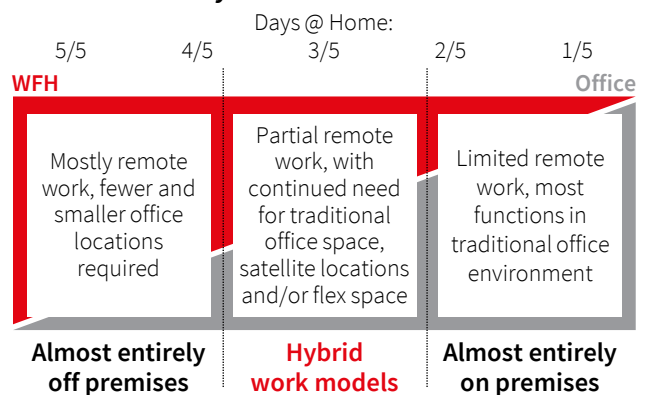 Days @ Home:
5/5 4/5 3/5 2/5 1/5
WFH Office
Mostly remote
work, fewer and
smaller office
locations
required
Partial remote
work, with
continued need
for traditional
office space,
satellite locations
and/or flex space
Limited remote
work, most
functions in
traditional office
environment
Almost entirely
off premises
Hybrid
work models
Almost entirely
on premises